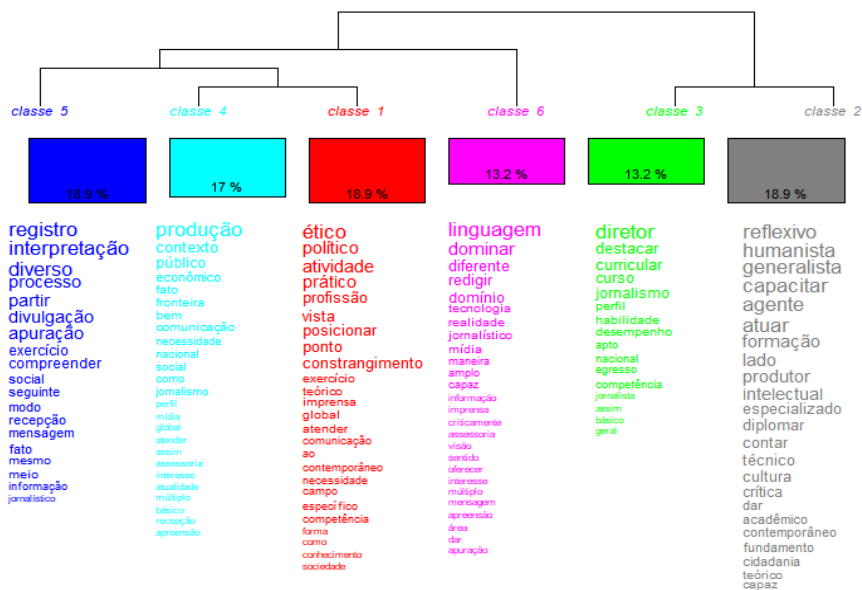 classe 5 classe 4 classe 1 classe 6 classe 3 classe 2
18.9 % 17 % 18.9 % 13.2 % 13.2 % 18.9 %
registro
interpretação
diverso
processo
partir
divulgação
apuração
exercício
compreender
social
seguinte
modo
recepção
mensagem
fato
mesmo
meio
informação
jornalístico
produção
contexto
público
econômico
fato
fronteira
bem
comunicação
necessidade
nacional
social
como
jornalismo
perfil
mídia
global
atender
assim
assessoria
interesse
atualidade
múltiplo
básico
recepção
apreensão
ético
político
atividade
prático
profissão
vista
posicionar
ponto
constrangimento
exercício
teórico
imprensa
global
atender
comunicação
ao
contemporâneo
necessidade
campo
específico
competência
forma
como
conhecimento
sociedade
linguagem
dominar
diferente
redigir
domínio
tecnologia
realidade
jornalístico
mídia
maneira
amplo
capaz
informação
imprensa
criticamente
assessoria
visão
sentido
oferecer
interesse
múltiplo
mensagem
apreensão
área
dar
apuração
diretor
destacar
curricular
curso
jornalismo
perfil
habilidade
desempenho
apto
nacional
egresso
competência
jornalista
assim
básico
geral
reflexivo
humanista
generalista
capacitar
agente
atuar
formação
lado
produtor
intelectual
especializado
diplomar
contar
técnico
cultura
crítica
dar
acadêmico
contemporâneo
fundamento
cidadania
teórico
capaz